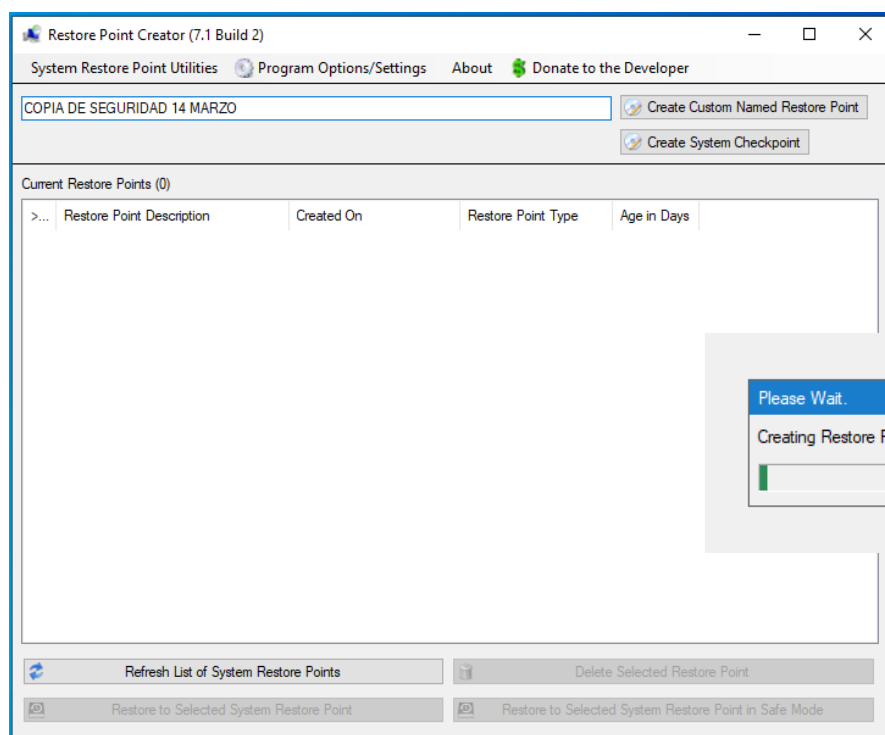 Restore Point Creator (7.1 Build 2)
System Restore Point Utilities Program Options/Settings About Donate to the Developer
COPIA DE SEGURIDAD 14 MARZO Create Custom Named Restore Point
Create System Checkpoint
Current Restore Points (0)
>... Restore Point Description Created On Restore Point Type Age in Days
Please Wait.
Creating Restore
Refresh List of System Restore Points Delete Selected Restore Point
Restore to Selected System Restore Point Restore to Selected System Restore Point in Safe Mode